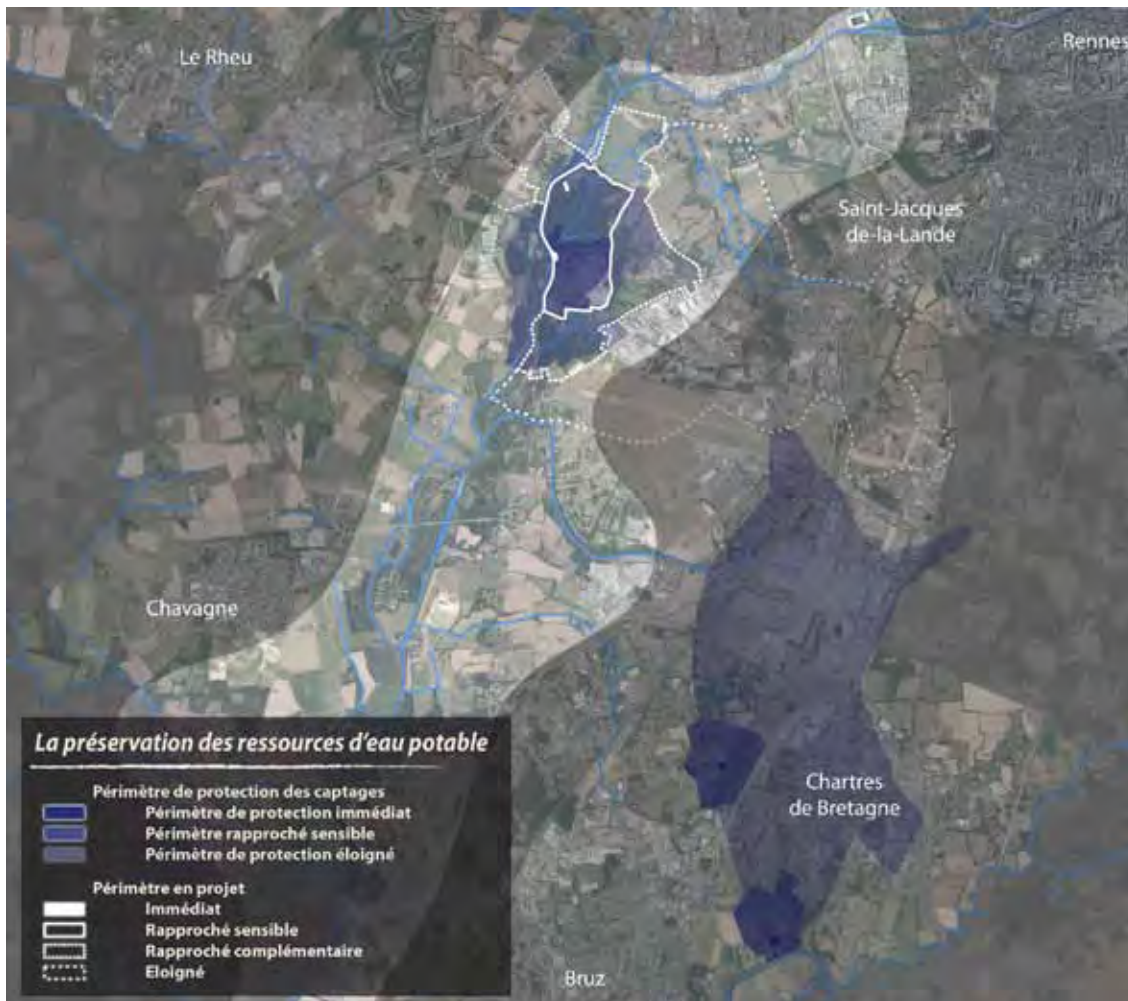 Le Rheu
Rennes
Saint-Jacques
de-la-Lande
Chavagne
Chartres
de Bretagne
Bruz
La préservation des ressources d'eau potable
Périmètre de protection des captages
Périmètre de protection immédiat
Périmètre rapproché sensible
Périmètre de protection éloigné
Périmètre en projet
Immédiat
Rapproché sensible
Rapproché complémentaire
Eloigné